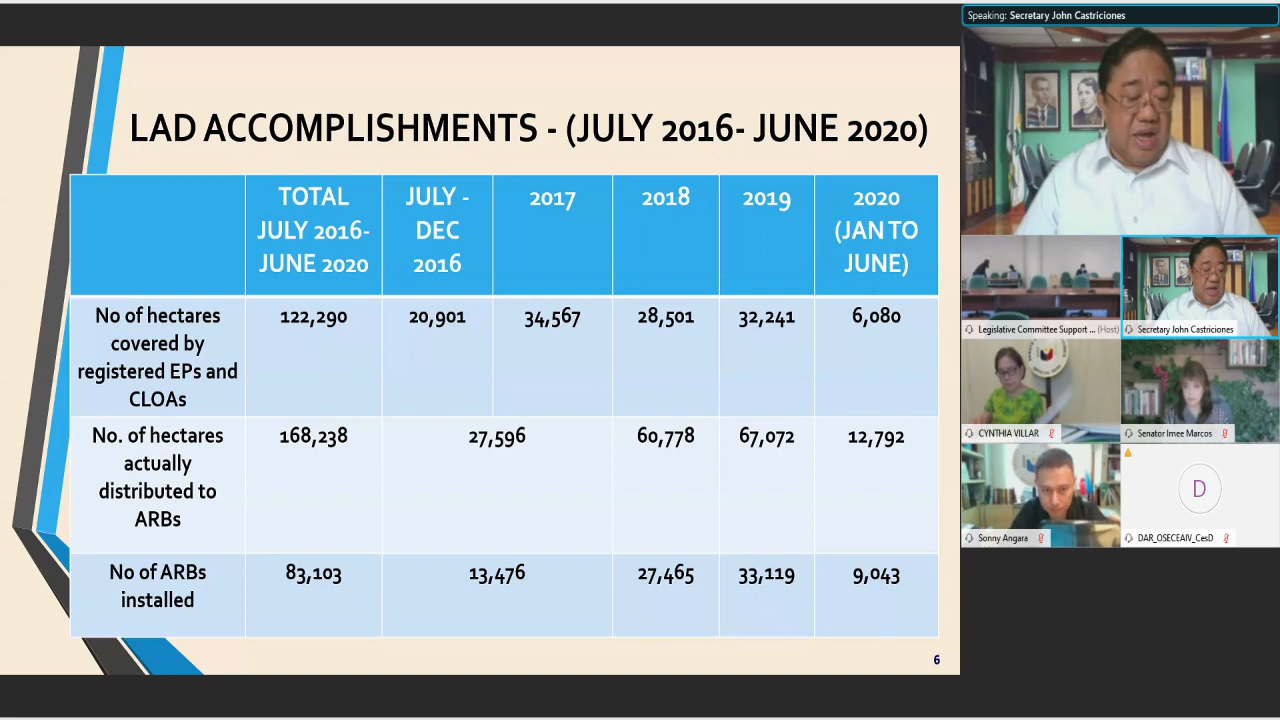 Speaking: Secretary John Castriciones
LAD ACCOMPLISHMENTS - (JULY 2016- JUNE 2020)
TOTAL
JULY 2016-
JUNE 2020
JULY -
DEC
2016
2017
2018
2019
2020
(JAN TO
JUNE)
No of hectares
covered by
registered EPs and
CLOAs
122,290
20,901
34,567
28,501
32,241
6,080
No. of hectares
actually
distributed to
ARBs
168,238
27,596
60,778
67,072
12,792
No of ARBs
installed
83,103
13,476
27,465
33,119
9,043
6
Legislative Committee Support ... (Host)
Secretary John Castriciones
CYNTHIA VILLAR
Senator Imee Marcos
Sonny Angara
D
DAR_OSECEAIV_CesD